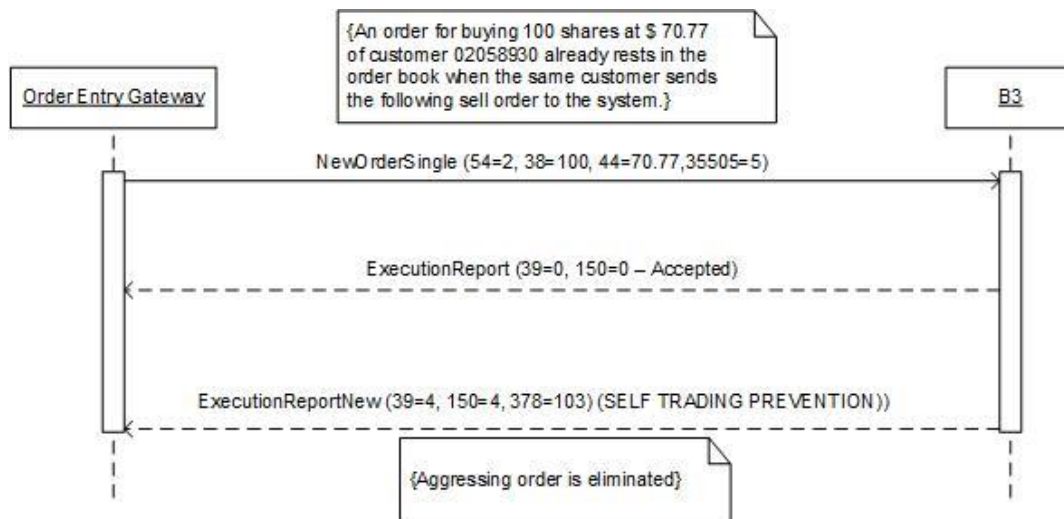 {An order for buying 100 shares at $ 70.77
of customer 02058930 already rests in the
order book when the same customer sends
the following sell order to the system.}
Order Entry Gateway
B3
NewOrderSingle (54=2, 38=100, 44=70.77,35505=5)
ExecutionReport (39=0, 150=0 – Accepted)
ExecutionReportNew (39=4, 150=4, 378=103) (SELF TRADING PREVENTION))
{Aggressing order is eliminated}